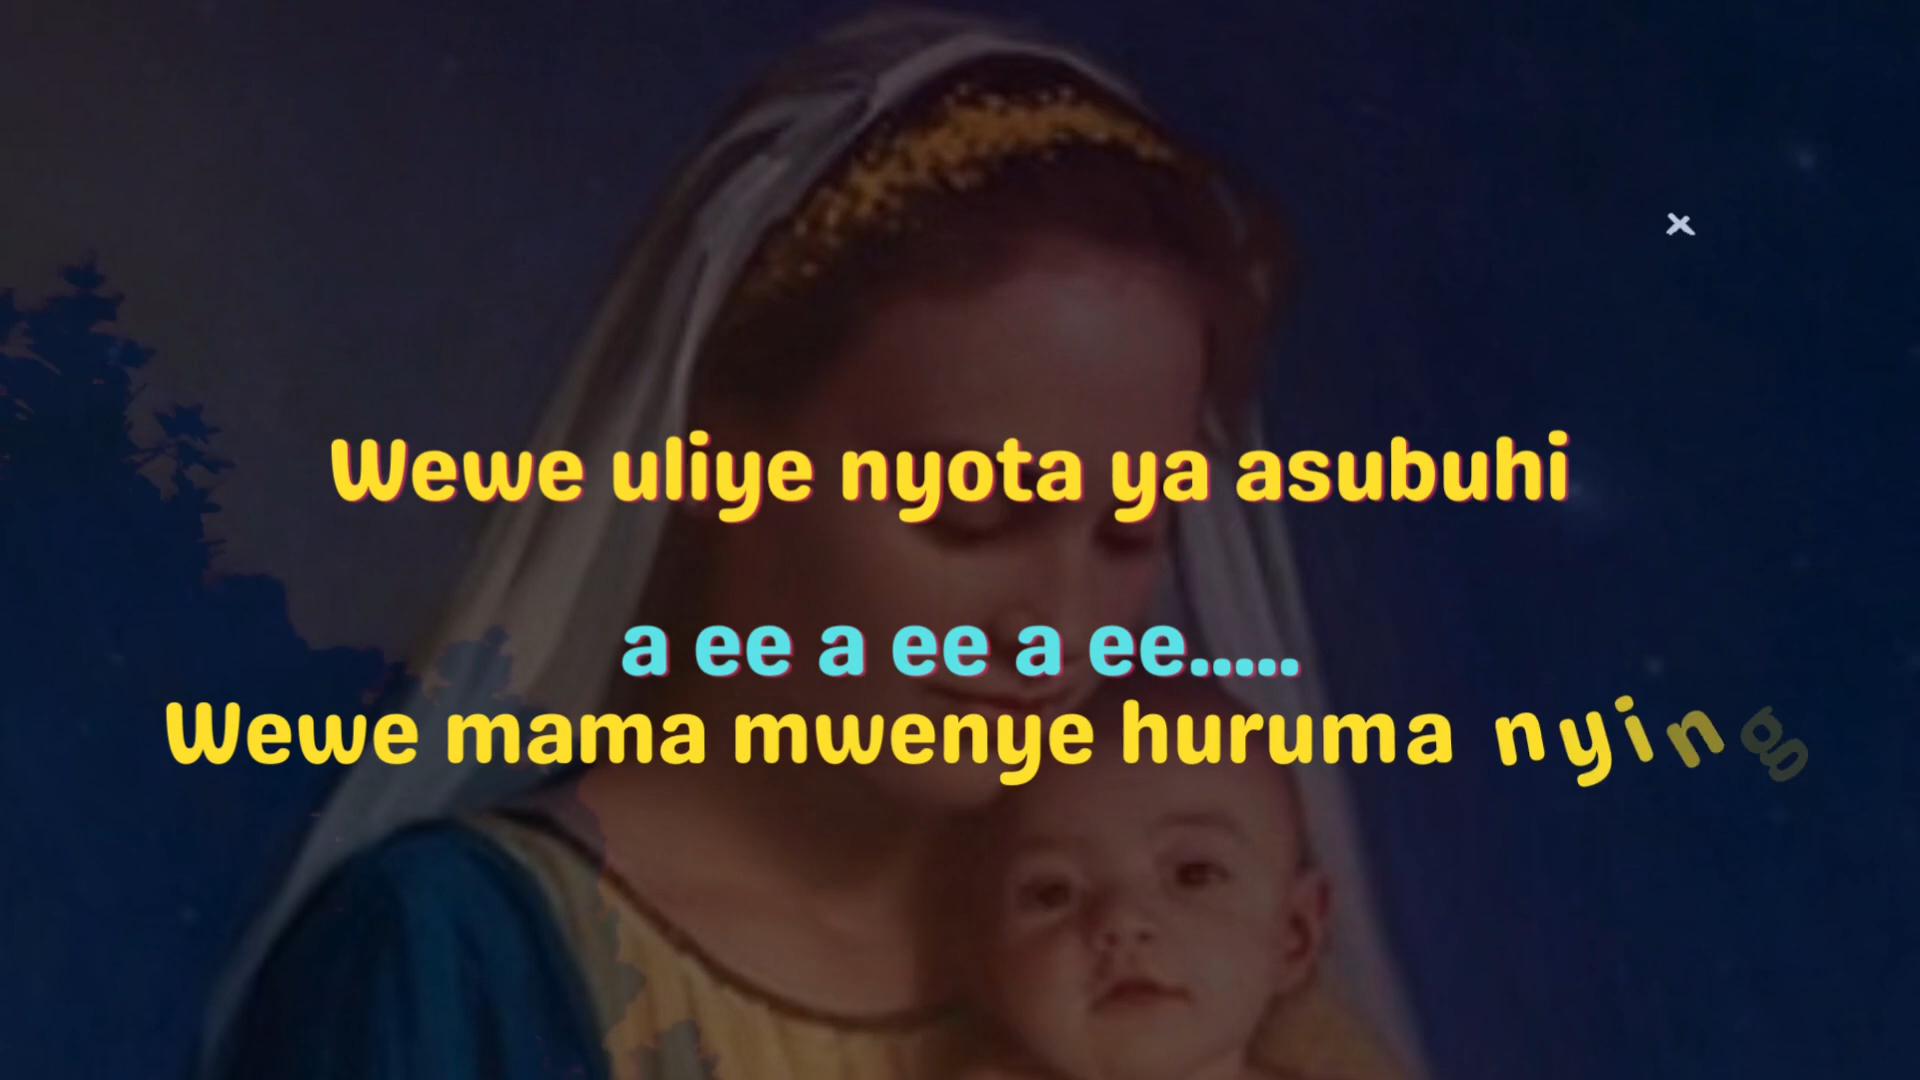 Wewe uliye nyota ya asubuhi
a ee a ee a ee.....
Wewe mama mwenye huruma nying